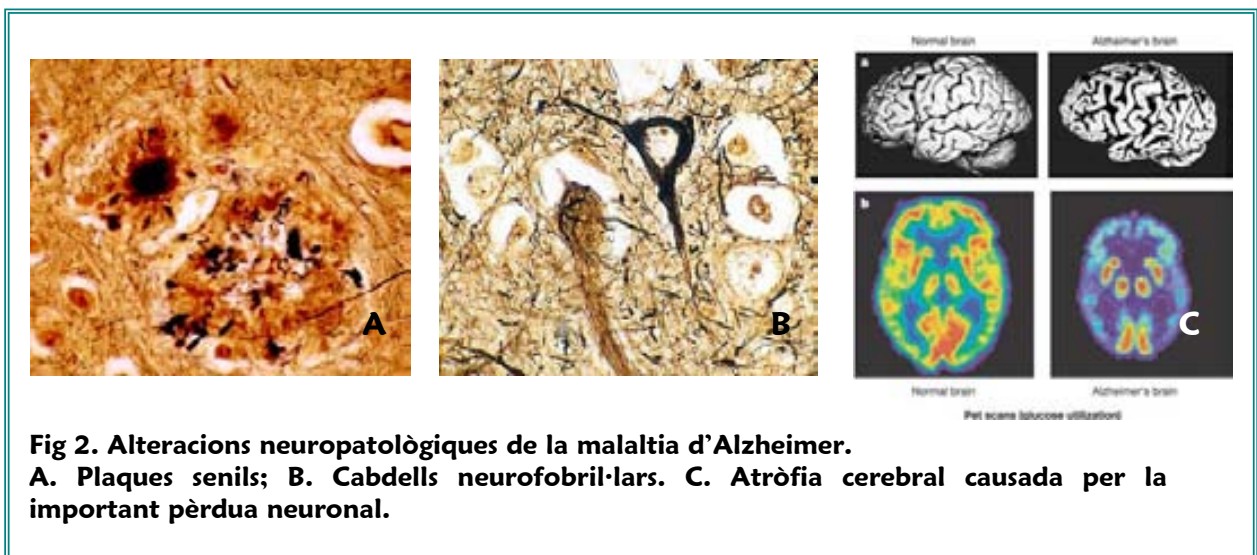 Normal brain
Alzheimer's brain
a
A
B
b
C
Normal brain
Alzheimer's brain
Pet scans (glucose utilization)
Fig 2. Alteracions neuropatològiques de la malaltia d’Alzheimer.
A. Plaques senils; B. Cabdells neurofobril·lars. C. Atròfia cerebral causada per la
important pèrdua neuronal.